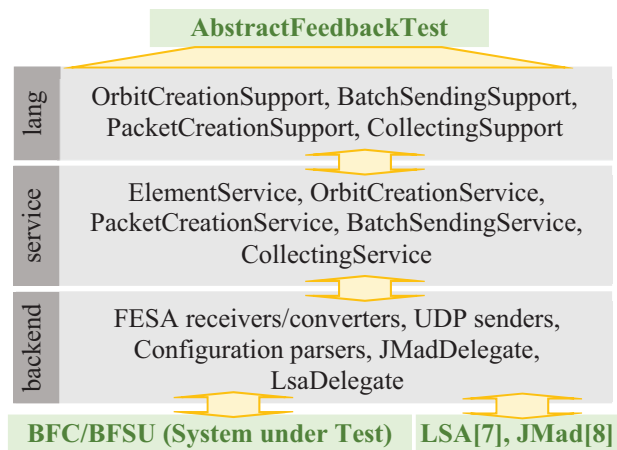 AbstractFeedbackTest
lang
OrbitCreationSupport, BatchSendingSupport,
PacketCreationSupport, CollectingSupport
service
ElementService, OrbitCreationService,
PacketCreationService, BatchSendingService,
CollectingService
backend
FESA receivers/converters, UDP senders,
Configuration parsers, JMadDelegate,
LsaDelegate
BFC/BFSU (System under Test)
LSA[7], JMad[8]